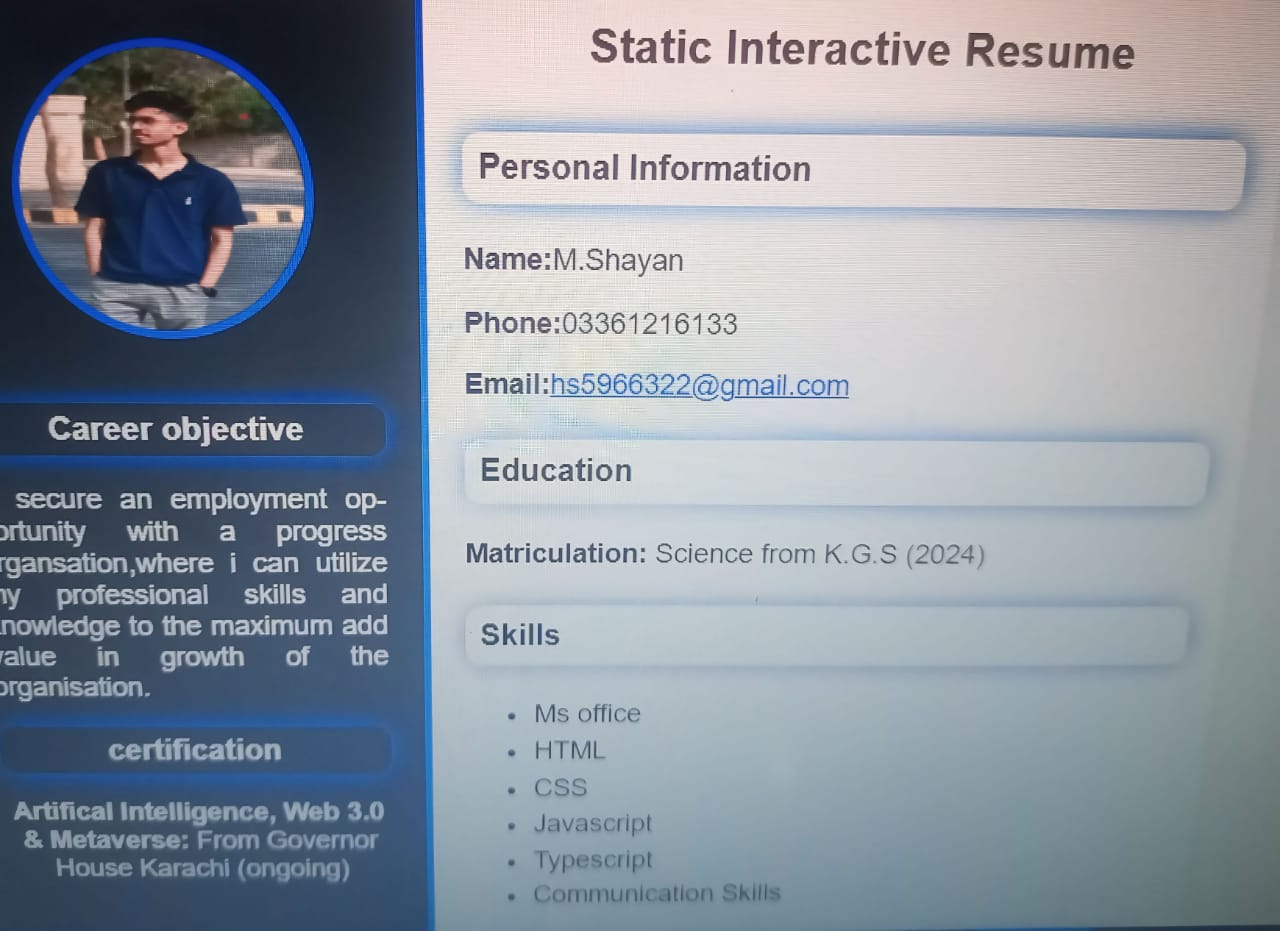 Static Interactive Resume
Personal Information
Name:M.Shayan
Phone:03361216133
Email:hs5966322@gmail.com
Education
Matriculation: Science from K.G.S (2024)
Skills
• Ms office
• HTML
• CSS
• Javascript
• Typescript
• Communication Skills
Career objective
secure an employment op-
ortunity with a progress
rgansation,where i can utilize
ny professional skills and
nowledge to the maximum add
value in growth of the
organisation.
certification
Artifical Intelligence, Web 3.0
& Metaverse: From Governor
House Karachi (ongoing)